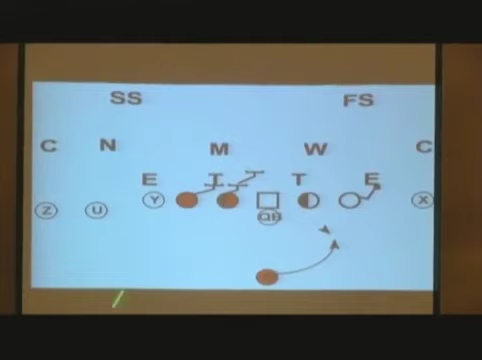 SS FS
C N M W C
E T T E
Y
Z U X
QB